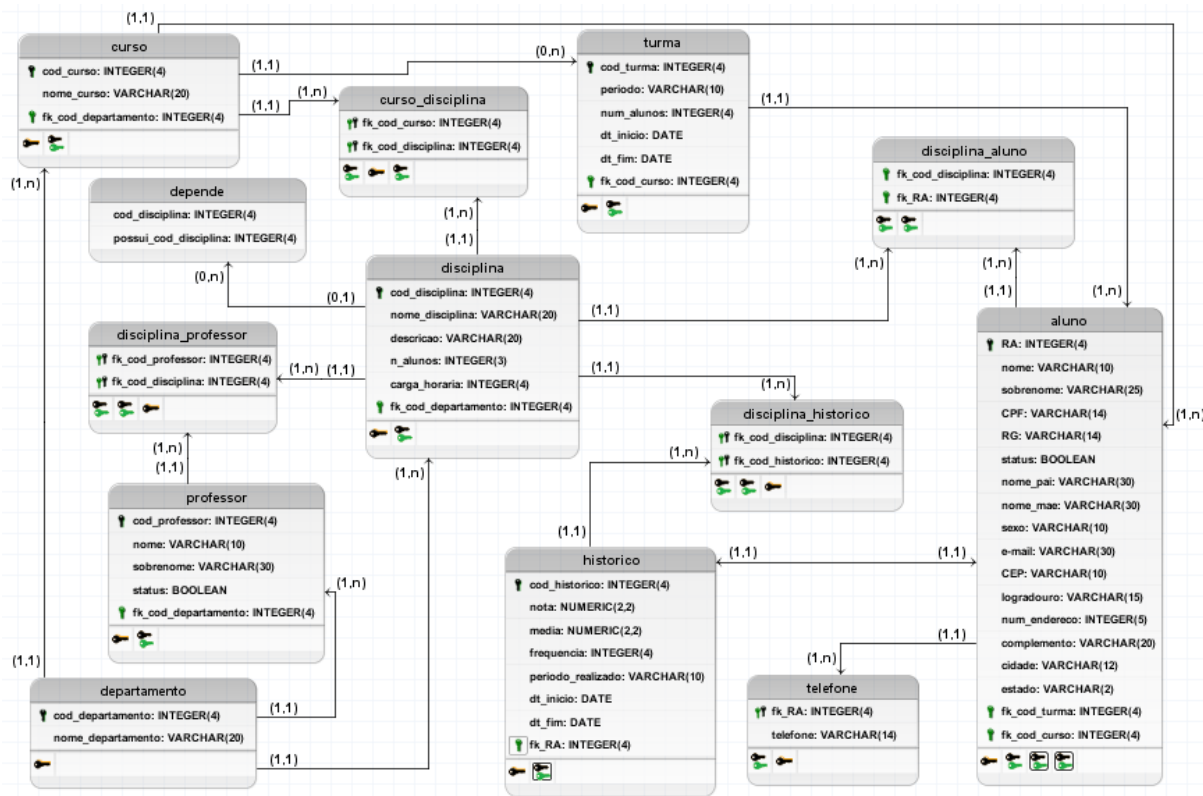 (1,1)
curso
cod_curso: INTEGER(4)
nome_curso: VARCHAR(20)
fk_cod_departamento: INTEGER(4)
(1,1)
(0,n)
(1,1)
(1,n)
(1,n)
turma
cod_turma: INTEGER(4)
periodo: VARCHAR(10)
num_alunos: INTEGER(4)
dt_inicio: DATE
dt_fim: DATE
fk_cod_curso: INTEGER(4)
(1,1)
curso_disciplina
fk_cod_curso: INTEGER(4)
fk_cod_disciplina: INTEGER(4)
(1,n)
(1,1)
disciplina_aluno
fk_cod_disciplina: INTEGER(4)
fk_RA: INTEGER(4)
(1,n)
(1,n)
(1,1)
(1,n)
depende
cod_disciplina: INTEGER(4)
possui_cod_disciplina: INTEGER(4)
(0,n)
(0,1)
disciplina
cod_disciplina: INTEGER(4)
nome_disciplina: VARCHAR(20)
descricao: VARCHAR(20)
n_alunos: INTEGER(3)
carga_horaria: INTEGER(4)
fk_cod_departamento: INTEGER(4)
(1,1)
(1,1)
(1,n)
(1,n)
disciplina_professor
fk_cod_professor: INTEGER(4)
fk_cod_disciplina: INTEGER(4)
(1,n)
(1,1)
(1,n)
(1,1)
disciplina_historico
fk_cod_disciplina: INTEGER(4)
fk_cod_historico: INTEGER(4)
(1,n)
(1,1)
aluno
RA: INTEGER(4)
nome: VARCHAR(10)
sobrenome: VARCHAR(25)
CPF: VARCHAR(14)
RG: VARCHAR(14)
status: BOOLEAN
nome_pai: VARCHAR(30)
nome_mae: VARCHAR(30)
sexo: VARCHAR(10)
e-mail: VARCHAR(30)
CEP: VARCHAR(10)
logradouro: VARCHAR(15)
num_endereco: INTEGER(5)
complemento: VARCHAR(20)
cidade: VARCHAR(12)
estado: VARCHAR(2)
fk_cod_turma: INTEGER(4)
fk_cod_curso: INTEGER(4)
(1,n)
professor
cod_professor: INTEGER(4)
nome: VARCHAR(10)
sobrenome: VARCHAR(30)
status: BOOLEAN
fk_cod_departamento: INTEGER(4)
(1,n)
(1,1)
departamento
cod_departamento: INTEGER(4)
nome_departamento: VARCHAR(20)
(1,1)
(1,1)
historico
cod_historico: INTEGER(4)
nota: NUMERIC(2,2)
media: NUMERIC(2,2)
frequencia: INTEGER(4)
periodo_realizado: VARCHAR(10)
dt_inicio: DATE
dt_fim: DATE
fk_RA: INTEGER(4)
(1,1)
(1,1)
(1,1)
(1,n)
telefone
fk_RA: INTEGER(4)
telefone: VARCHAR(14)